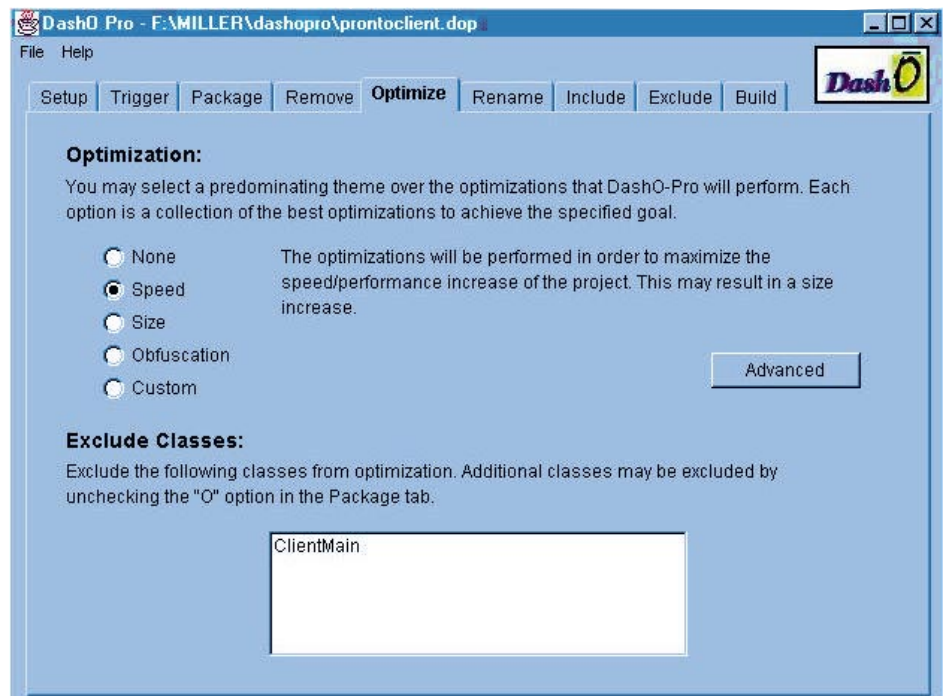 DashO Pro - F:\MILLER\dashopro\prontoclient.dop
File Help
DashO
Setup Trigger Package Remove Optimize Rename Include Exclude Build
Optimization:
You may select a predominating theme over the optimizations that DashO-Pro will perform. Each
option is a collection of the best optimizations to achieve the specified goal.
None
Speed
Size
Obfuscation
Custom
The optimizations will be performed in order to maximize the
speed/performance increase of the project. This may result in a size
increase.
Advanced
Exclude Classes:
Exclude the following classes from optimization. Additional classes may be excluded by
unchecking the "O" option in the Package tab.
ClientMain